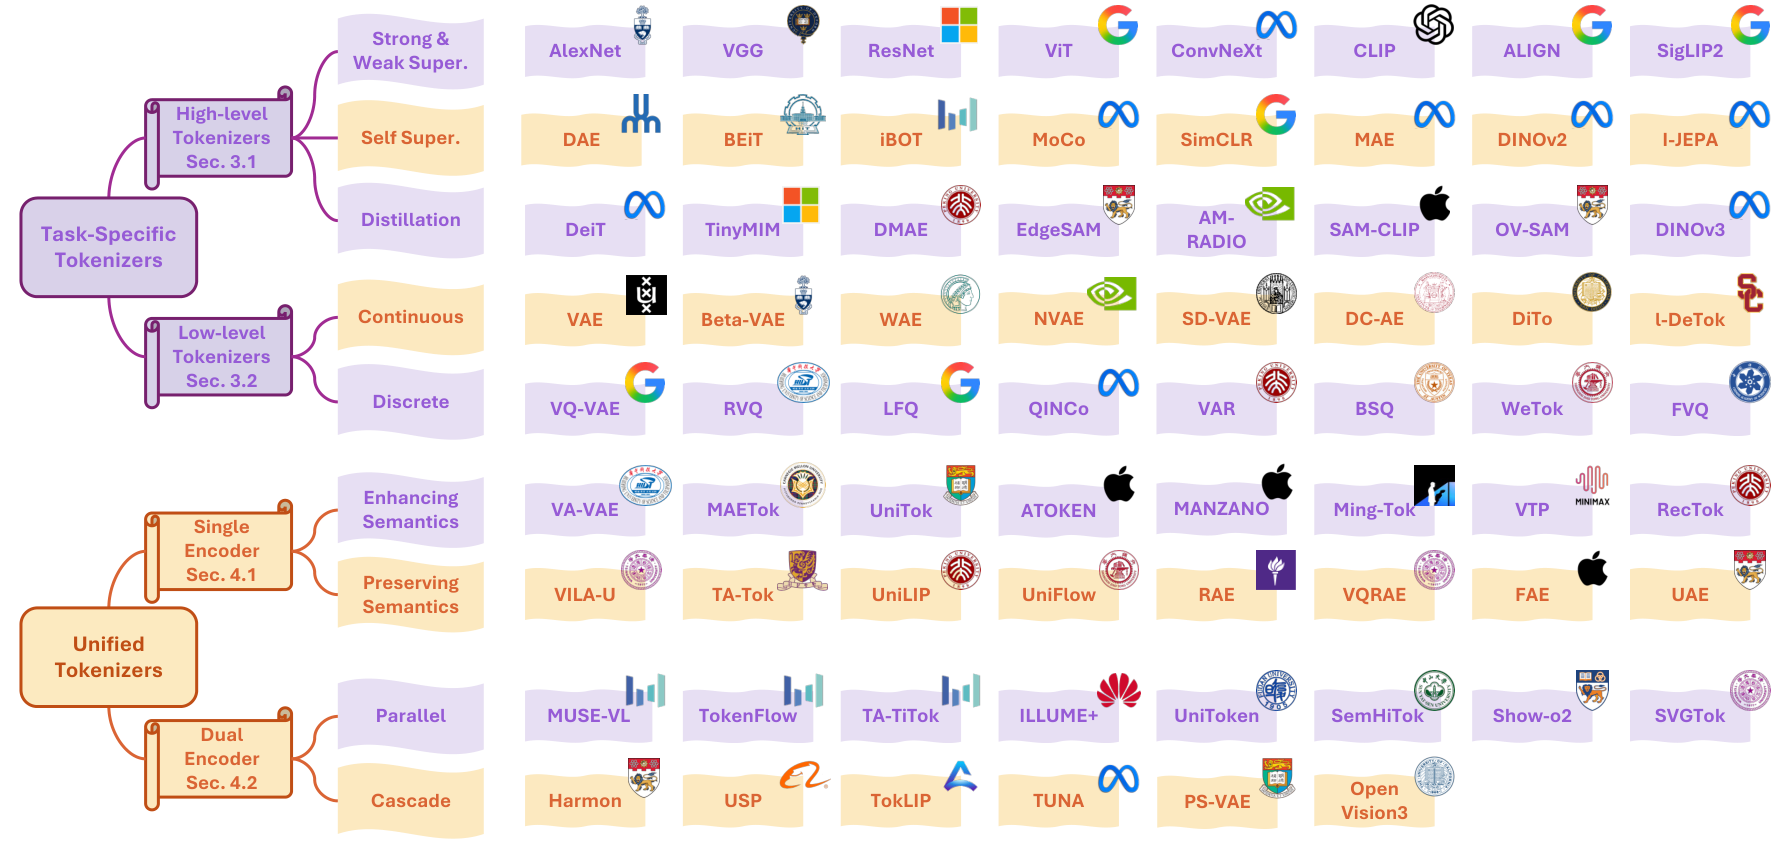 Strong &
Weak Super.
AlexNet
VGG
ResNet
ViT
ConvNeXt
CLIP
ALIGN
SigLIP2
High-level
Tokenizers
Sec. 3.1
Self Super.
DAE
BEiT
iBOT
MoCo
SimCLR
MAE
DINOv2
I-JEPA
Distillation
DeiT
TinyMIM
DMAE
EdgeSAM
AM-
RADIO
SAM-CLIP
OV-SAM
DINOv3
Task-Specific
Tokenizers
Low-level
Tokenizers
Sec. 3.2
Continuous
VAE
Beta-VAE
WAE
NVAE
SD-VAE
DC-AE
DiTo
l-DeTok
Discrete
VQ-VAE
RVQ
LFQ
QINCo
VAR
BSQ
WeTok
FVQ
Single
Encoder
Sec. 4.1
Enhancing
Semantics
VA-VAE
MAETok
UniTok
ATOKEN
MANZANO
Ming-Tok
VTP
MINIMAX
RecTok
Preserving
Semantics
VILA-U
TA-Tok
UniLIP
UniFlow
RAE
VQRAE
FAE
UAE
Unified
Tokenizers
Dual
Encoder
Sec. 4.2
Parallel
MUSE-VL
TokenFlow
TA-TiTok
ILLUME+
UniToken
SemHiTok
Show-o2
SVGTok
Cascade
Harmon
USP
TokLIP
TUNA
PS-VAE
Open
Vision3